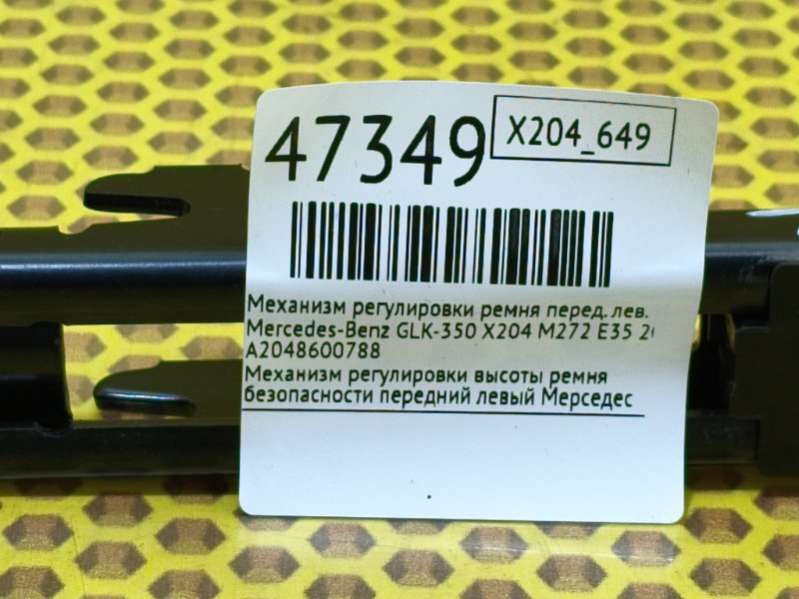 47349
X204_649
Механизм регулировки ремня перед. лев.
Mercedes-Benz GLK-350 X204 M272 E35
A2048600788
Механизм регулировки высоты ремня
безопасности передний левый Мерседес